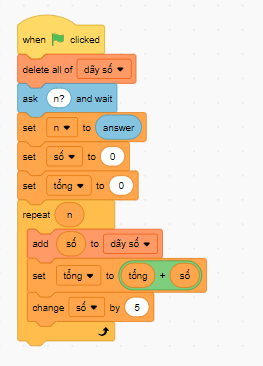 when clicked
delete all of dãy số
ask n? and wait
set n to answer
set số to 0
set tổng to 0
repeat n
add số to dãy số
set tổng to tổng + số
change số by 5